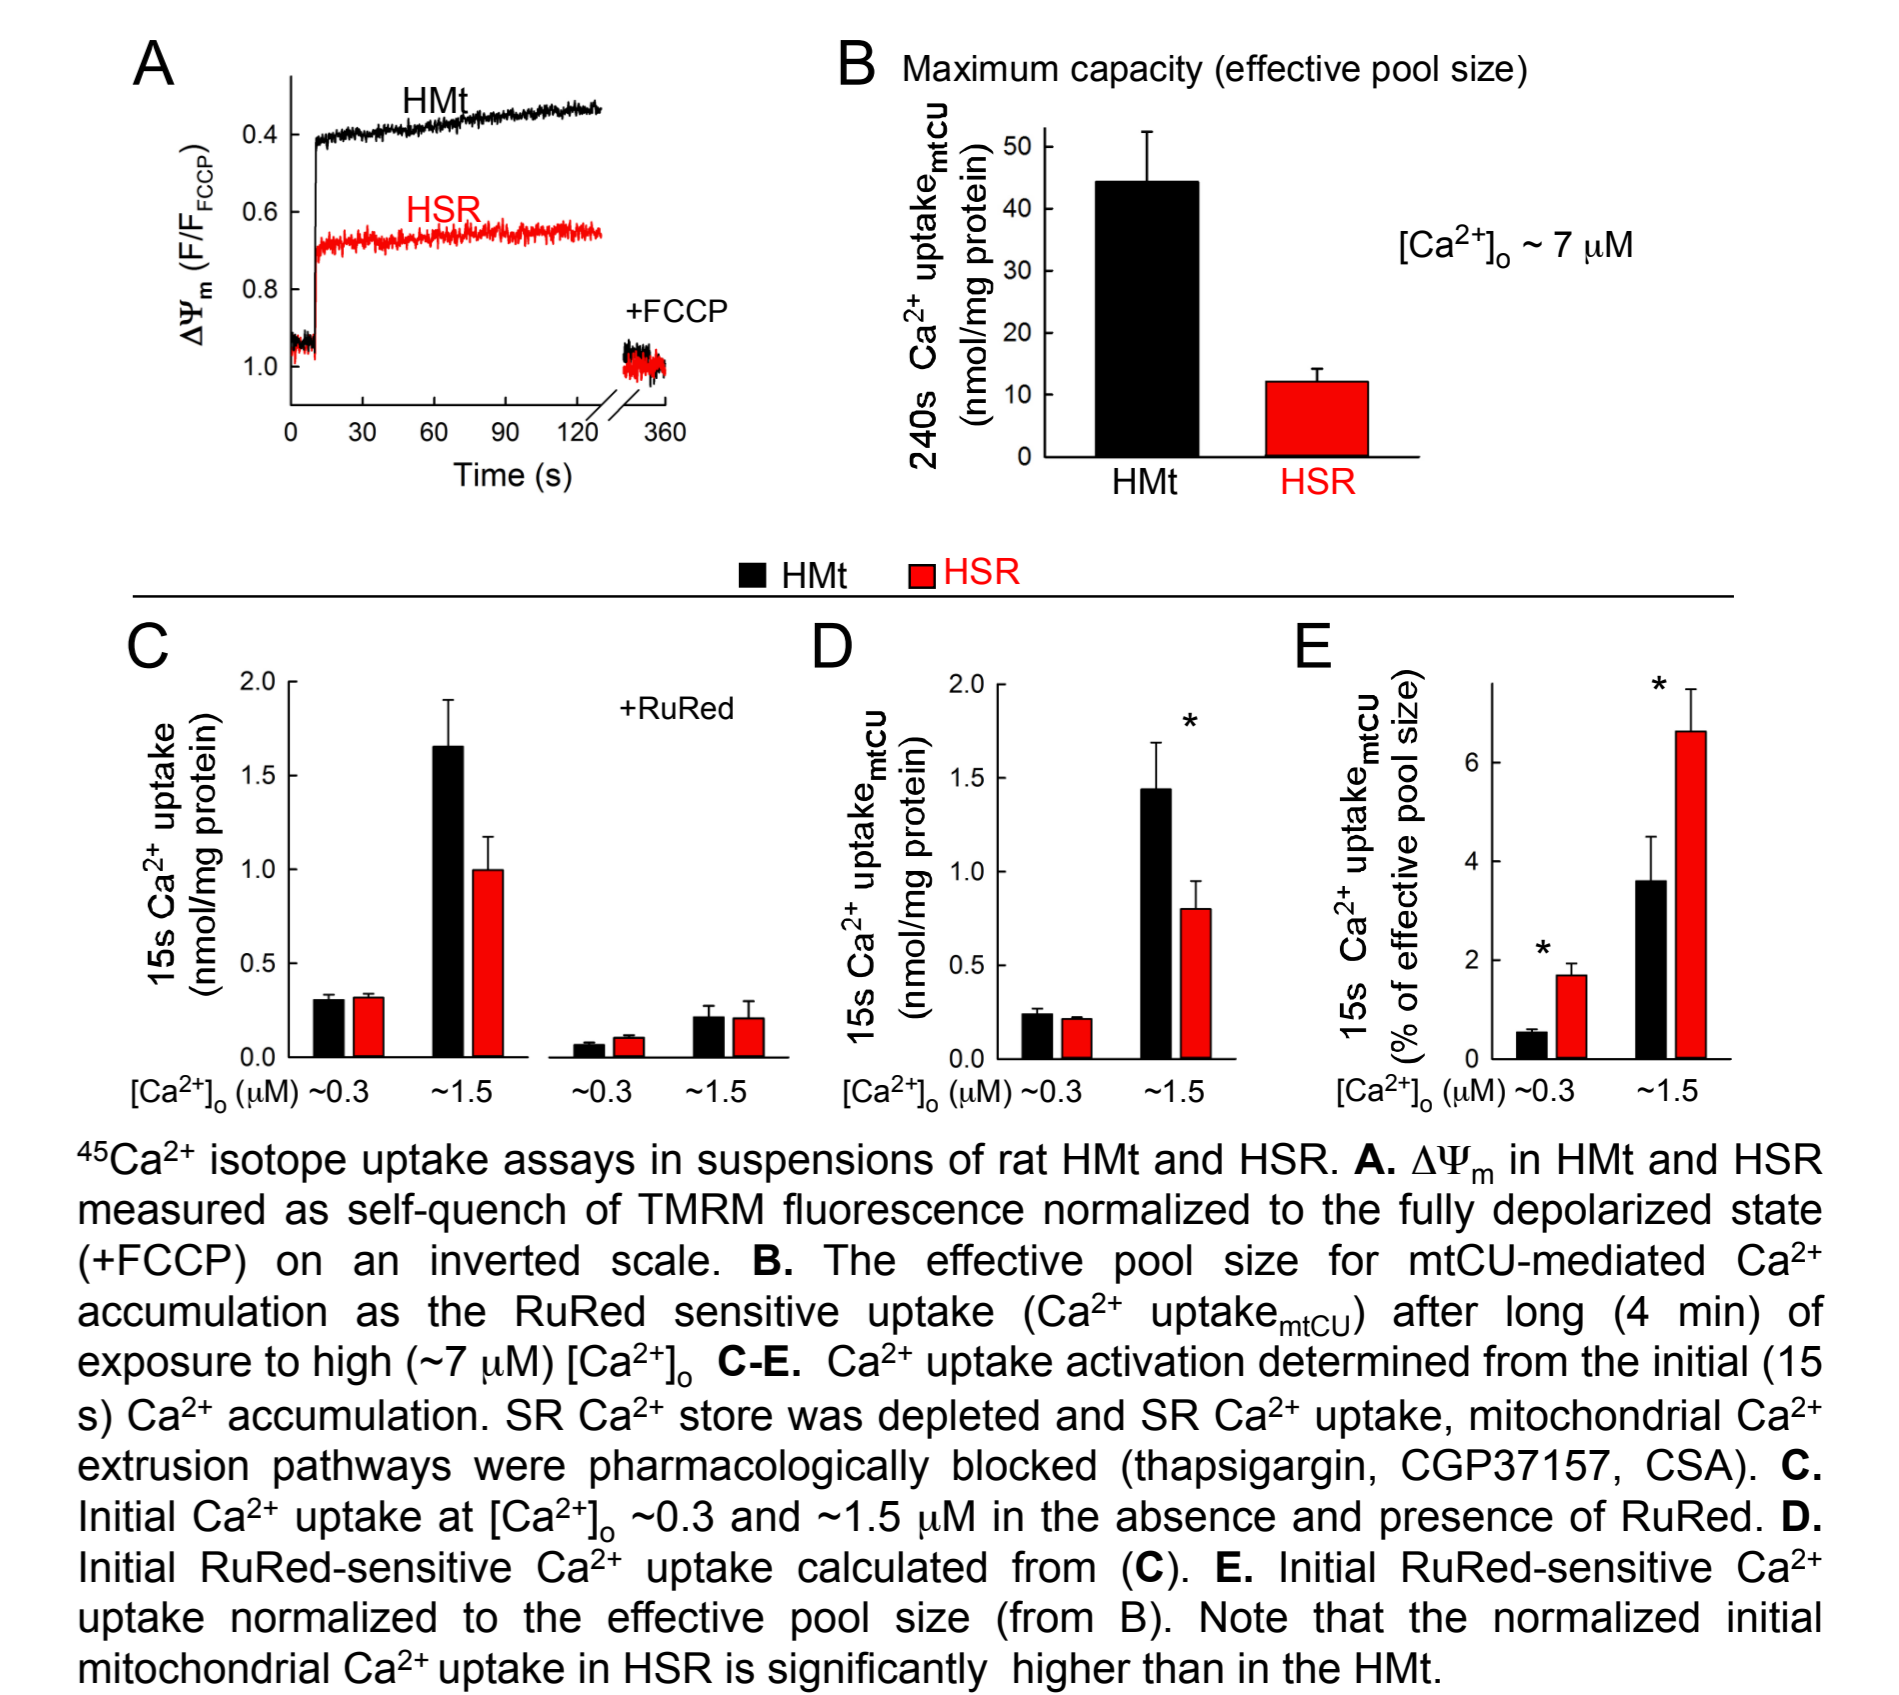 A
HMt
HSR
+FCCP
ΔΨm (F/FFCCP)
0.4
0.6
0.8
1.0
0 30 60 90 120 360
Time (s)
B Maximum capacity (effective pool size)
240s Ca2+ uptakemtCU
(nmol/mg protein)
50
40
30
20
10
0
HMt HSR
[Ca2+]o ~ 7 μM
HMt HSR
C
15s Ca2+ uptake
(nmol/mg protein)
2.0
1.5
1.0
0.5
0.0
+RuRed
[Ca2+]o (μM) ~0.3 ~1.5 ~0.3 ~1.5
D
15s Ca2+ uptakemtCU
(nmol/mg protein)
2.0
1.5
1.0
0.5
0.0
*
[Ca2+]o (μM) ~0.3 ~1.5
E
15s Ca2+ uptakemtCU
(% of effective pool size)
6
4
2
0
*
*
[Ca2+]o (μM) ~0.3 ~1.5
45Ca2+ isotope uptake assays in suspensions of rat HMt and HSR. A. ΔΨm in HMt and HSR
measured as self-quench of TMRM fluorescence normalized to the fully depolarized state
(+FCCP) on an inverted scale. B. The effective pool size for mtCU-mediated Ca2+
accumulation as the RuRed sensitive uptake (Ca2+ uptakemtCU) after long (4 min) of
exposure to high (~7 μM) [Ca2+]o C-E. Ca2+ uptake activation determined from the initial (15
s) Ca2+ accumulation. SR Ca2+ store was depleted and SR Ca2+ uptake, mitochondrial Ca2+
extrusion pathways were pharmacologically blocked (thapsigargin, CGP37157, CSA). C.
Initial Ca2+ uptake at [Ca2+]o ~0.3 and ~1.5 μM in the absence and presence of RuRed. D.
Initial RuRed-sensitive Ca2+ uptake calculated from (C). E. Initial RuRed-sensitive Ca2+
uptake normalized to the effective pool size (from B). Note that the normalized initial
mitochondrial Ca2+ uptake in HSR is significantly higher than in the HMt.